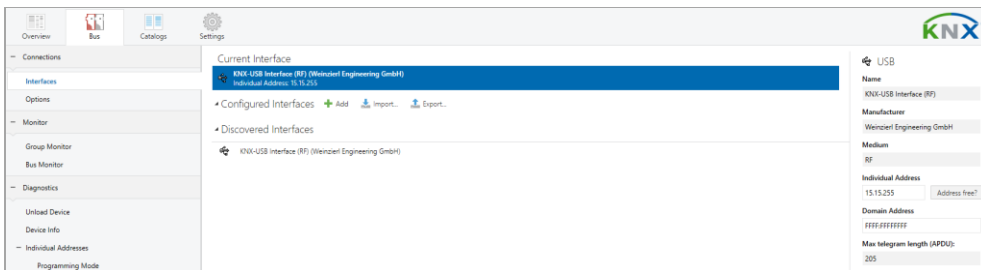 Overview
Bus
Catalogs
Settings
KNX
Connections
Interfaces
Options
Monitor
Group Monitor
Bus Monitor
Diagnostics
Unload Device
Device Info
Individual Addresses
Programming Mode
Current Interface
KNX-USB Interface (RF) (Weinzierl Engineering GmbH)
Individual Address: 15.15.255
Configured Interfaces Add Import... Export...
Discovered Interfaces
KNX-USB Interface (RF) (Weinzierl Engineering GmbH)
USB
Name
KNX-USB Interface (RF)
Manufacturer
Weinzierl Engineering GmbH
Medium
RF
Individual Address
15.15.255 Address free?
Domain Address
FFFF:FFFFFFFF
Max telegram length (APDU):
205